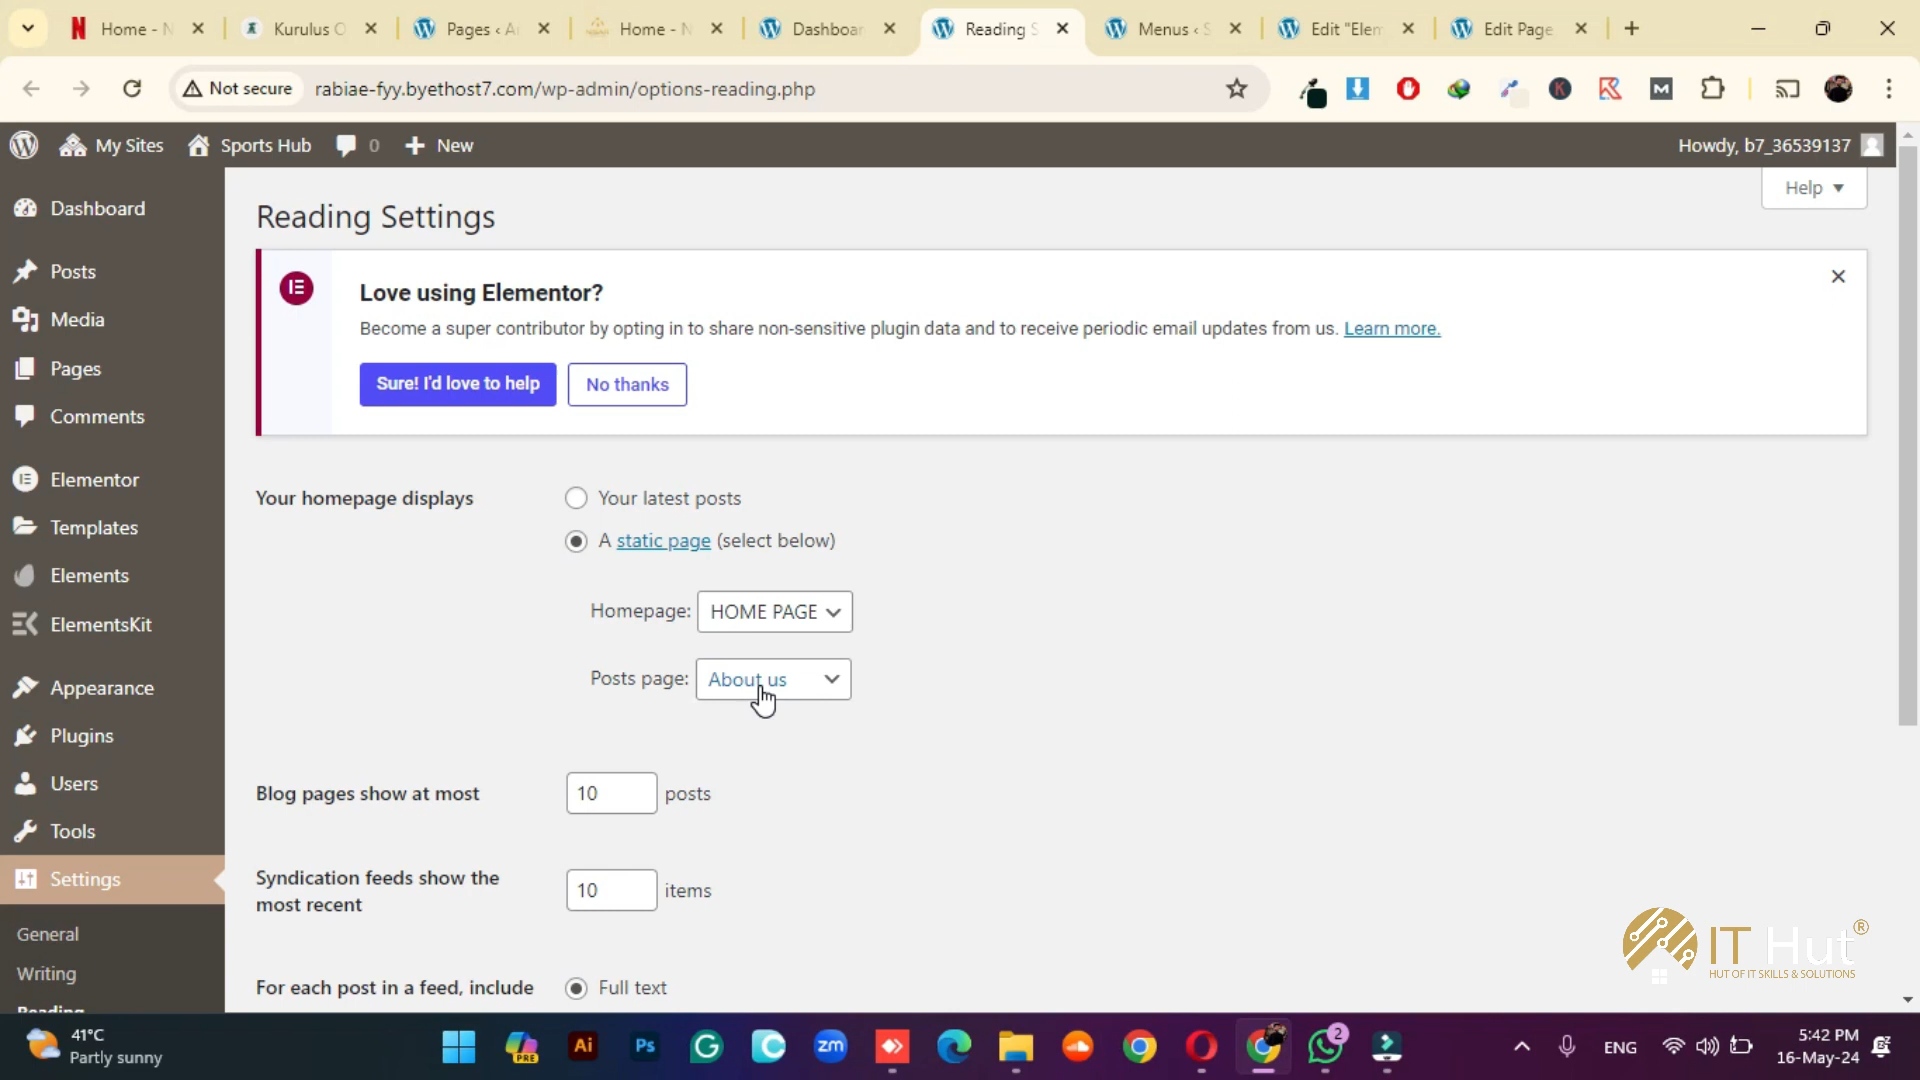 Home - N
Kurulus O
Pages ‹ A
Home - N
Dashboar
Reading S
Menus ‹ S
Edit "Elem
Edit Page
Not secure
rabiae-fyy.byethost7.com/wp-admin/options-reading.php
My Sites
Sports Hub
0
New
Howdy, b7_36539137
Help
Dashboard
Posts
Media
Pages
Comments
Elementor
Templates
Elements
ElementsKit
Appearance
Plugins
Users
Tools
Settings
General
Writing
Reading
Reading Settings
Love using Elementor?
Become a super contributor by opting in to share non-sensitive plugin data and to receive periodic email updates from us. Learn more.
Sure! I'd love to help
No thanks
Your homepage displays
Your latest posts
A static page (select below)
Homepage: HOME PAGE
Posts page: About us
Blog pages show at most
10 posts
Syndication feeds show the
most recent
10 items
For each post in a feed, include
Full text
IT Hut®
HUT OF IT SKILLS & SOLUTIONS
41°C
Partly sunny
PRE
Ai
Ps
zm
2
ENG
5:42 PM
16-May-24